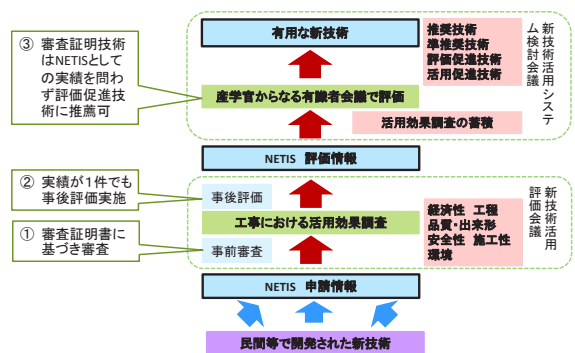 有用な新技術
推奨技術
準推奨技術
評価促進技術
活用促進技術
新技術活用システ
ム検討会議
③ 審査証明技術
はNETISとして
の実績を問わ
ず評価促進技
術に推薦可
産学官からなる有識者会議で評価
活用効果調査の蓄積
NETIS 評価情報
② 実績が1件でも
事後評価実施
事後評価
工事における活用効果調査
経済性 工程
品質・出来形
安全性 施工性
環境
新技術活用
評価会議
① 審査証明書に
基づき審査
事前審査
NETIS 申請情報
民間等で開発された新技術